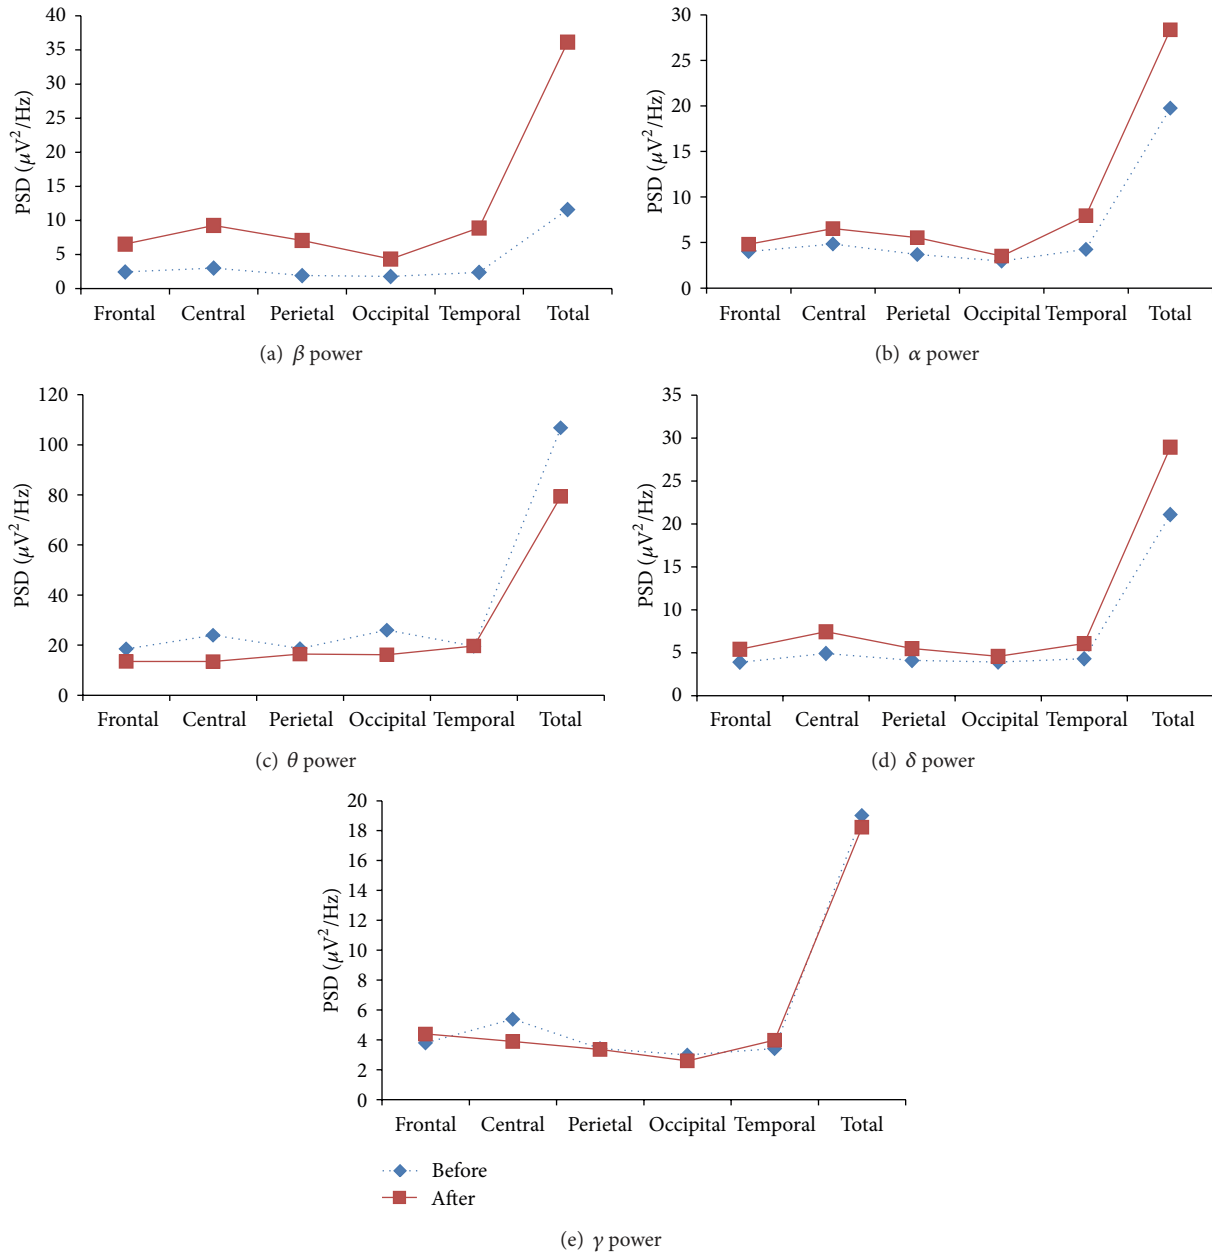 40
35
30
25
20
15
10
5
0
PSD (μV²/Hz)
Frontal Central Perietal Occipital Temporal Total
(a) β power
30
25
20
15
10
5
0
PSD (μV²/Hz)
Frontal Central Perietal Occipital Temporal Total
(b) α power
120
100
80
60
40
20
0
PSD (μV²/Hz)
Frontal Central Perietal Occipital Temporal Total
(c) θ power
35
30
25
20
15
10
5
0
PSD (μV²/Hz)
Frontal Central Perietal Occipital Temporal Total
(d) δ power
20
18
16
14
12
10
8
6
4
2
0
PSD (μV²/Hz)
Frontal Central Perietal Occipital Temporal Total
Before
After
(e) γ power